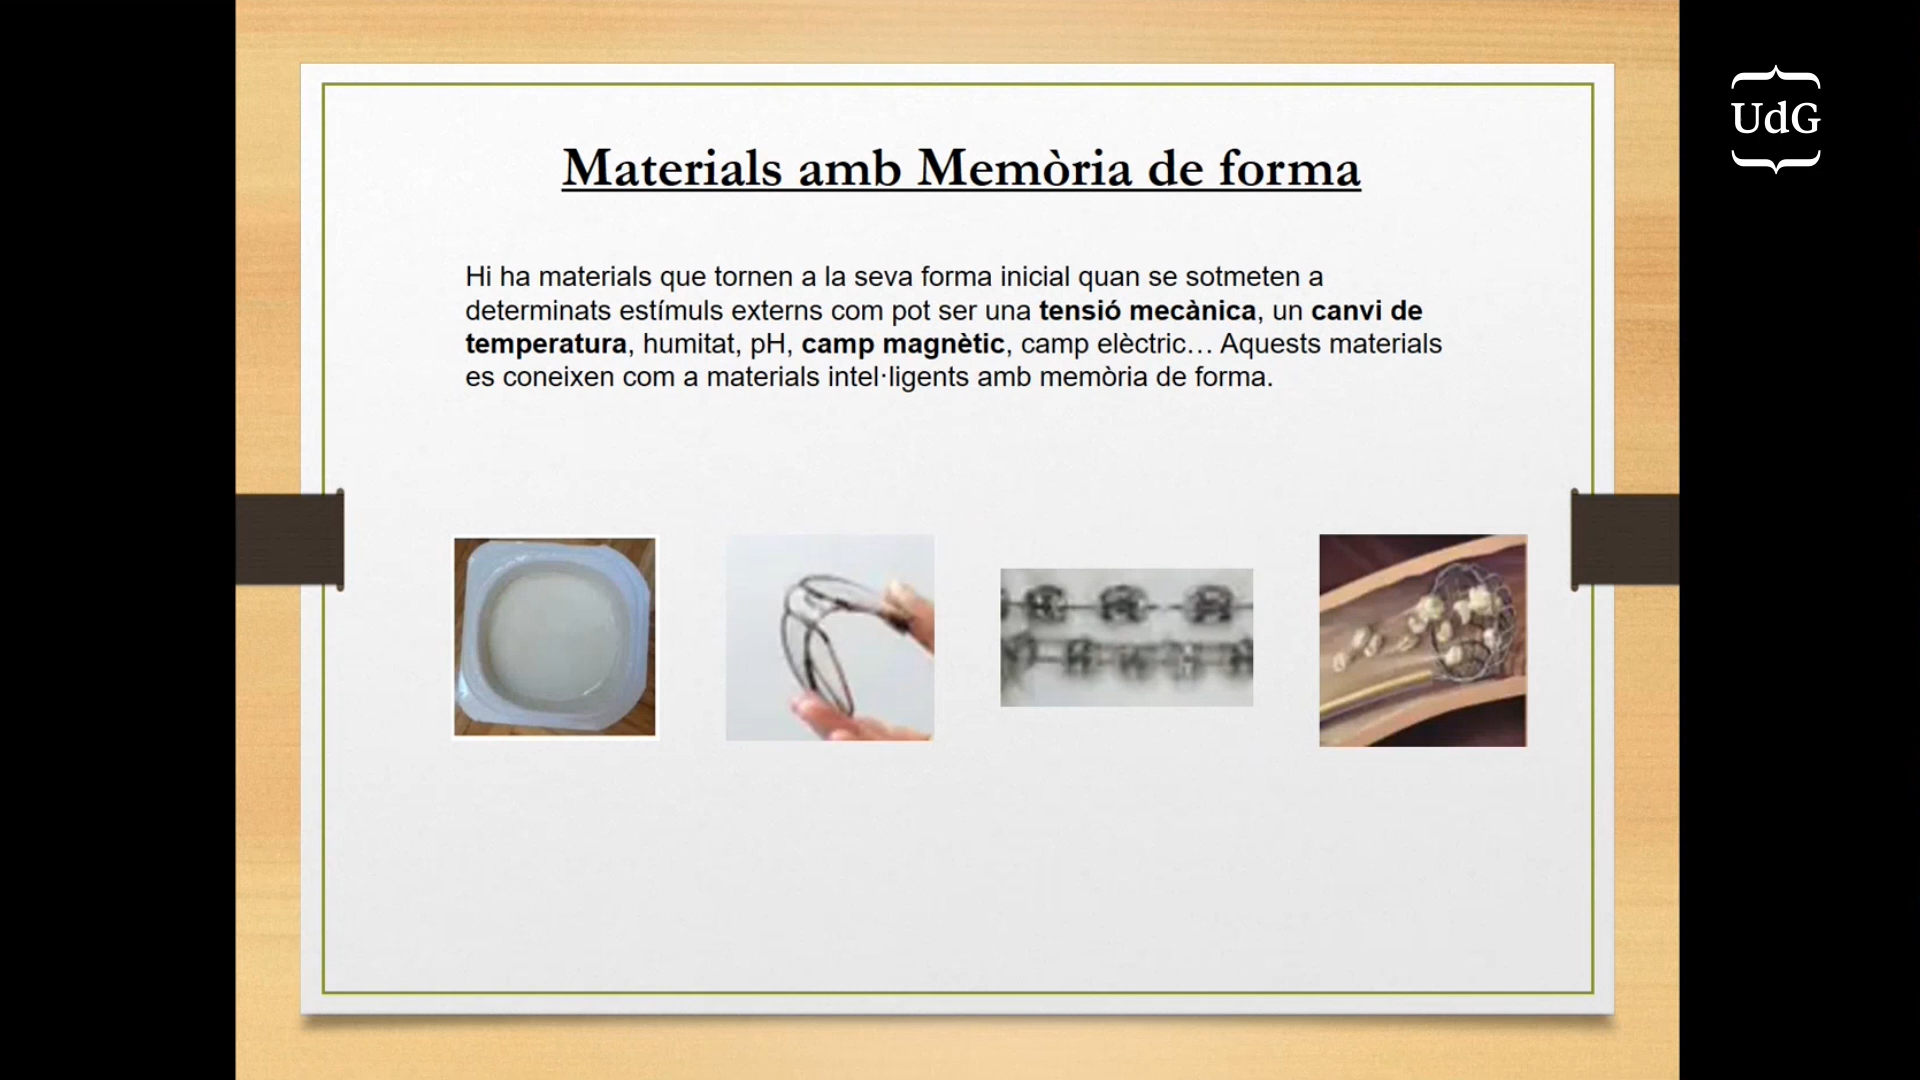 UdG
Materials amb Memòria de forma
Hi ha materials que tornen a la seva forma inicial quan se sotmeten a
determinats estímuls externs com pot ser una tensió mecànica, un canvi de
temperatura, humitat, pH, camp magnètic, camp elèctric… Aquests materials
es coneixen com a materials intel·ligents amb memòria de forma.